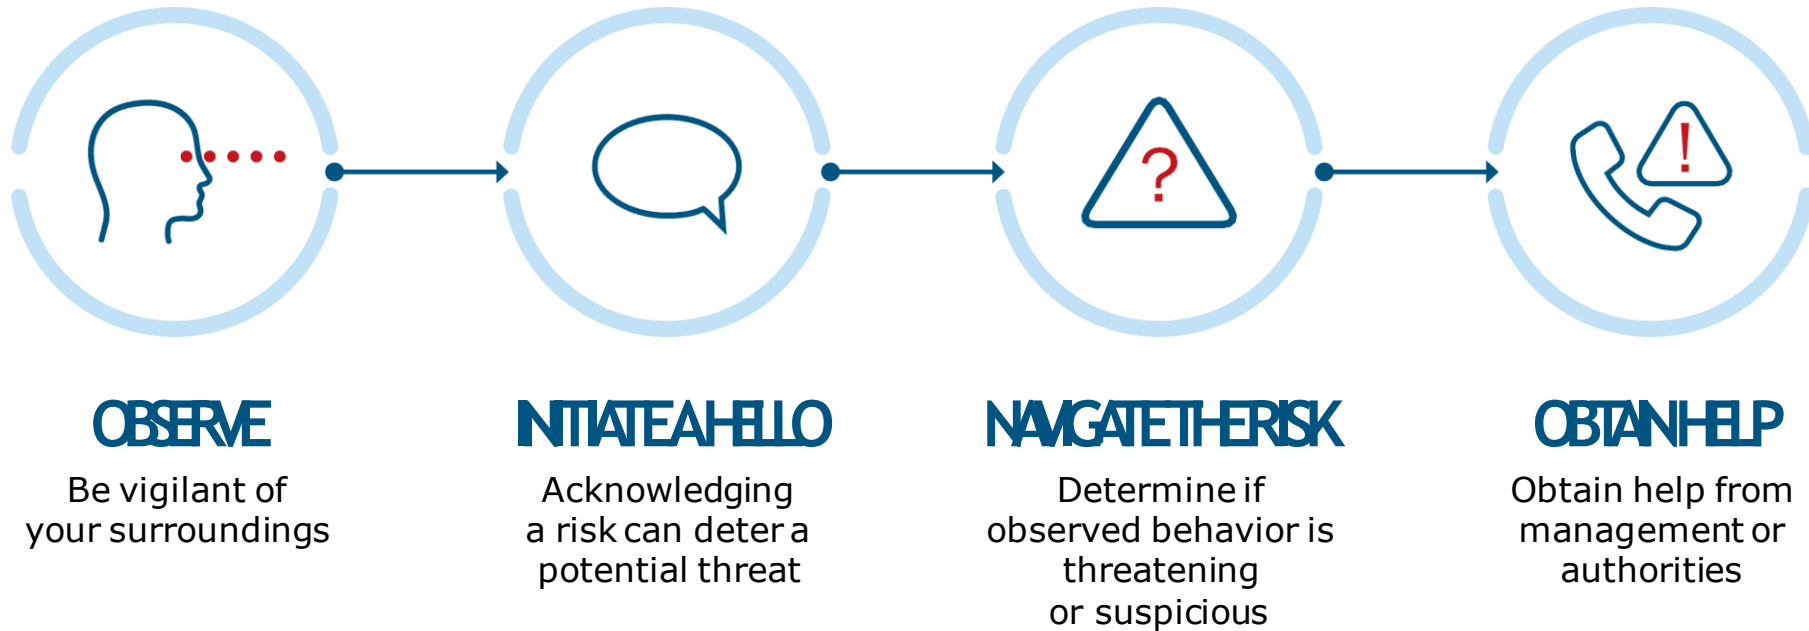 OBSERVE
Be vigilant of
your surroundings
INITIATE A HELLO
Acknowledging
a risk can deter a
potential threat
NAVIGATE THE RISK
Determine if
observed behavior is
threatening
or suspicious
OBTAIN HELP
Obtain help from
management or
authorities
?
!